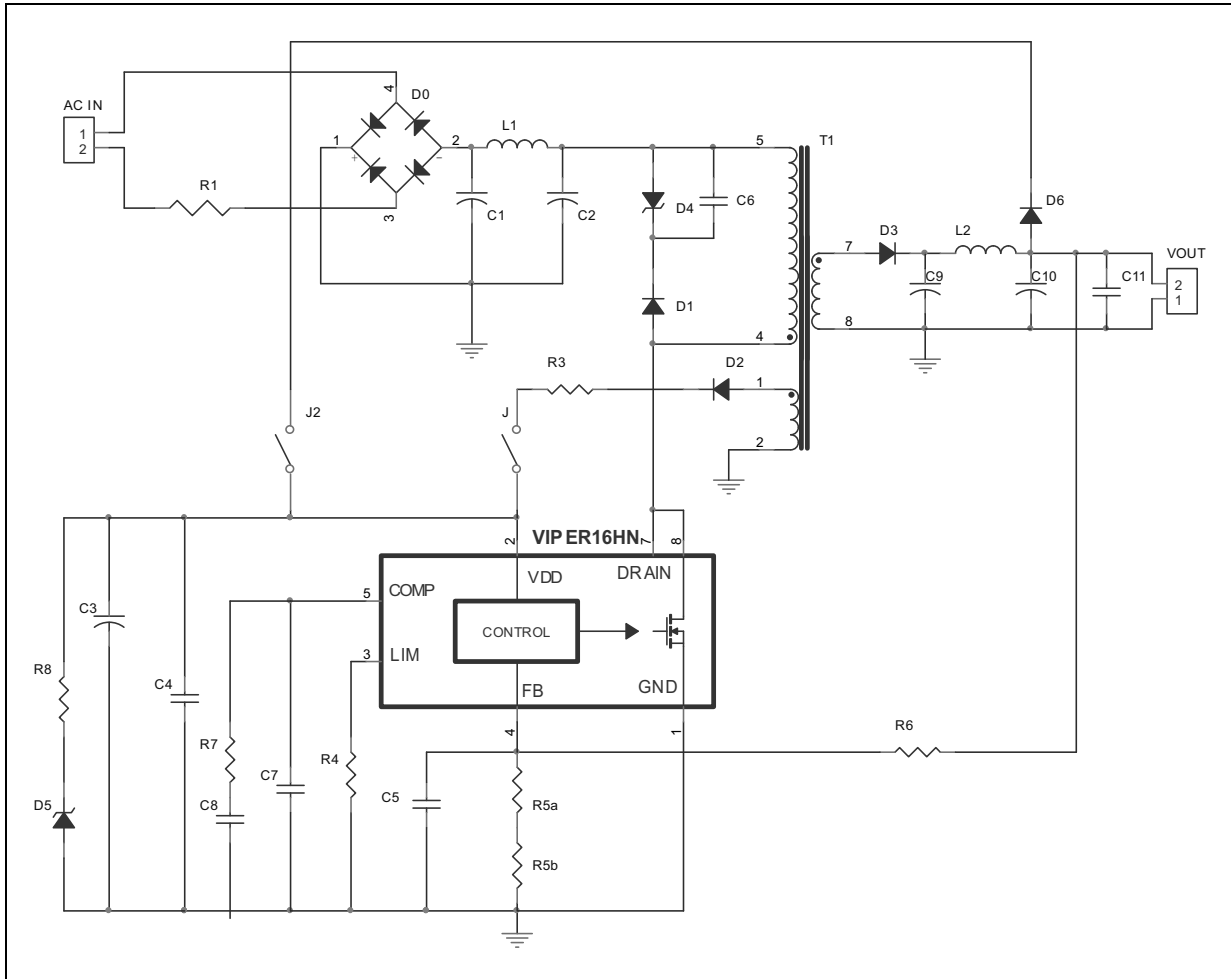 4
D0
AC IN
1
2
1
2
+
-
L1
5
T1
R1
3
C1
C2
D4
C6
D6
D3
L2
7
VOUT
C9
C10
C11
2
1
D1
8
4
R3
D2
1
J2
J
2
2
VIPER16HN
7
8
VDD
DRAIN
5
COMP
C3
CONTROL
3
LIM
R8
C4
FB
GND
4
1
R6
R7
R4
C7
C5
R5a
D5
C8
R5b